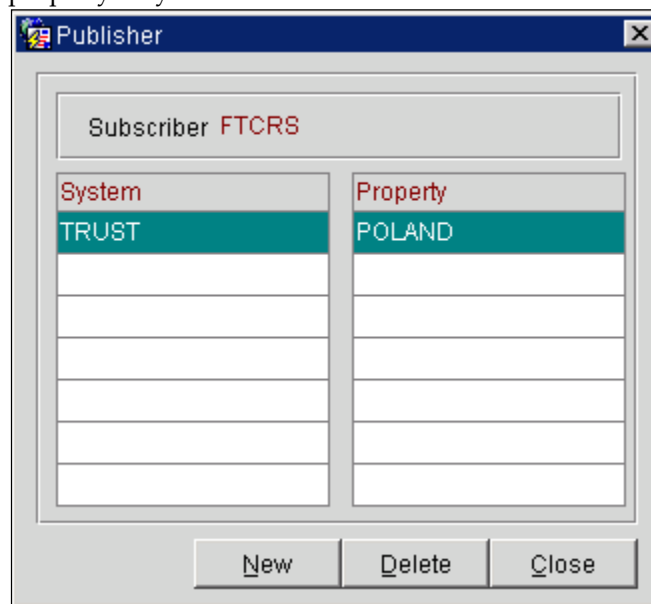 Publisher
Subscriber FTCRS
System Property
TRUST POLAND
New Delete Close